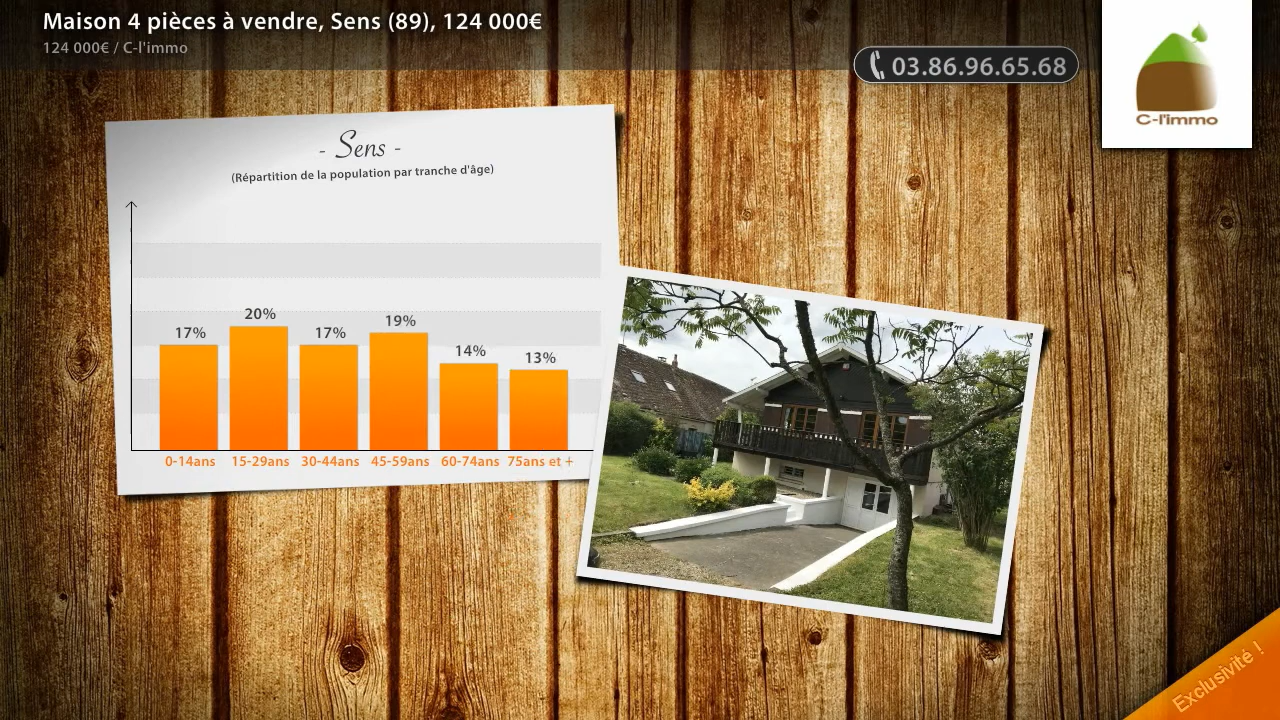 Maison 4 pièces à vendre, Sens (89), 124 000€
124 000€ / C-l'immo
03.86.96.65.68
C-l'immo
- Sens -
(Répartition de la population par tranche d'âge)
17%
20%
17%
19%
14%
13%
0-14ans 15-29ans 30-44ans 45-59ans 60-74ans 75ans et +
Exclusivité !